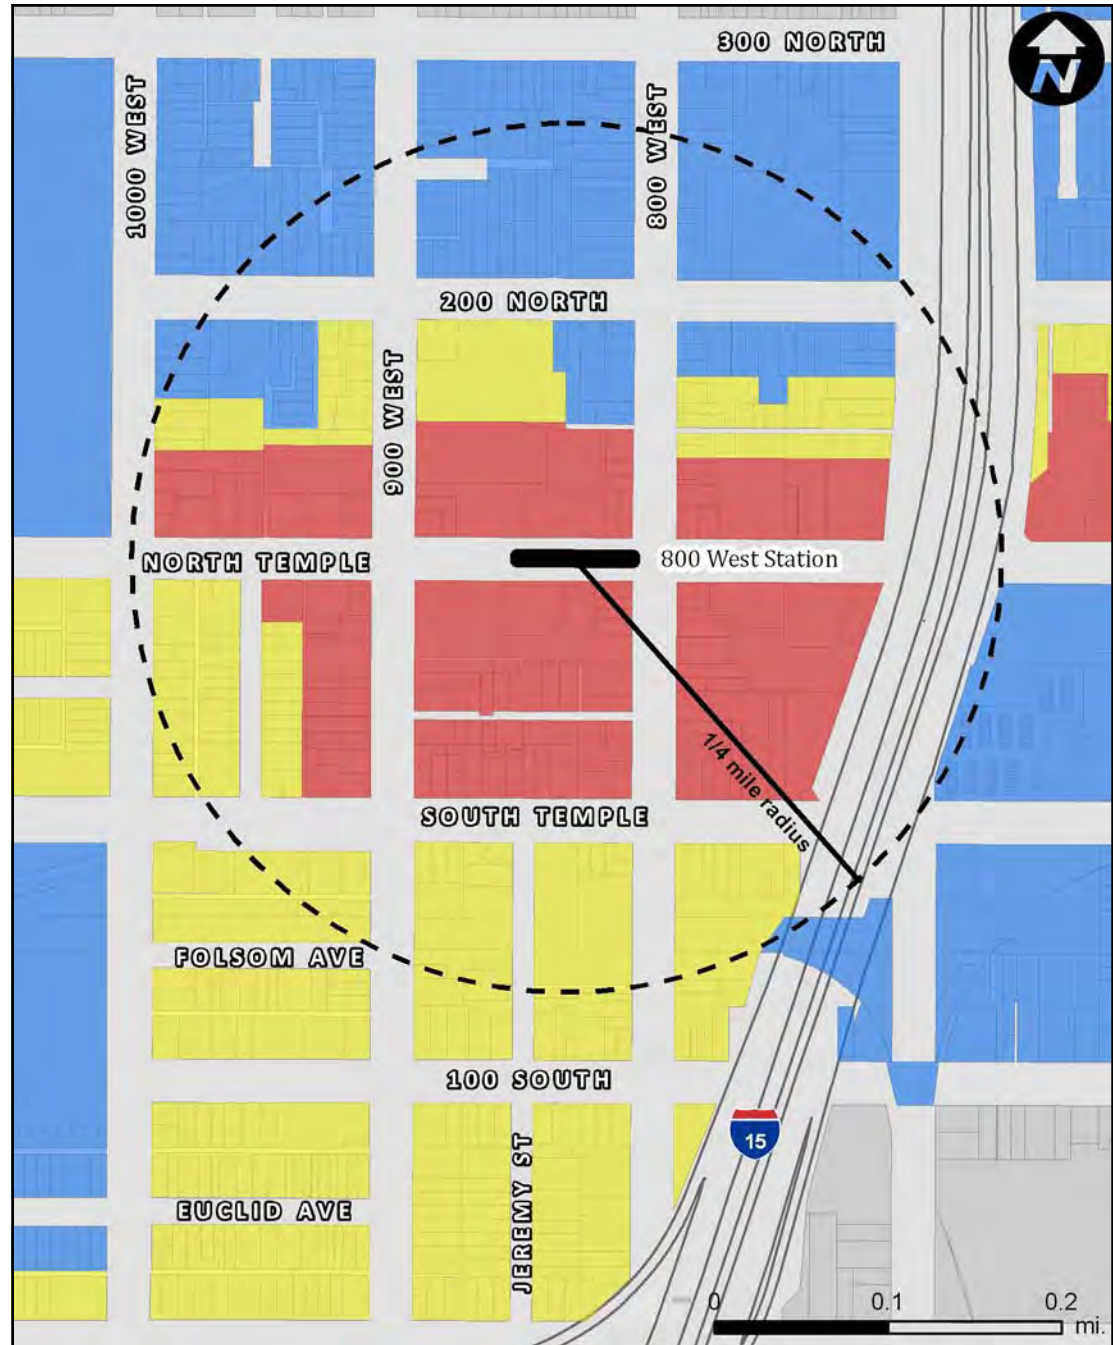 300 NORTH
N
1000 WEST
800 WEST
200 NORTH
900 WEST
NORTH TEMPLE
800 West Station
1/4 mile radius
SOUTH TEMPLE
FOLSOM AVE
100 SOUTH
15
JEREMY ST
EUCLID AVE
0 0.1 0.2
mi.